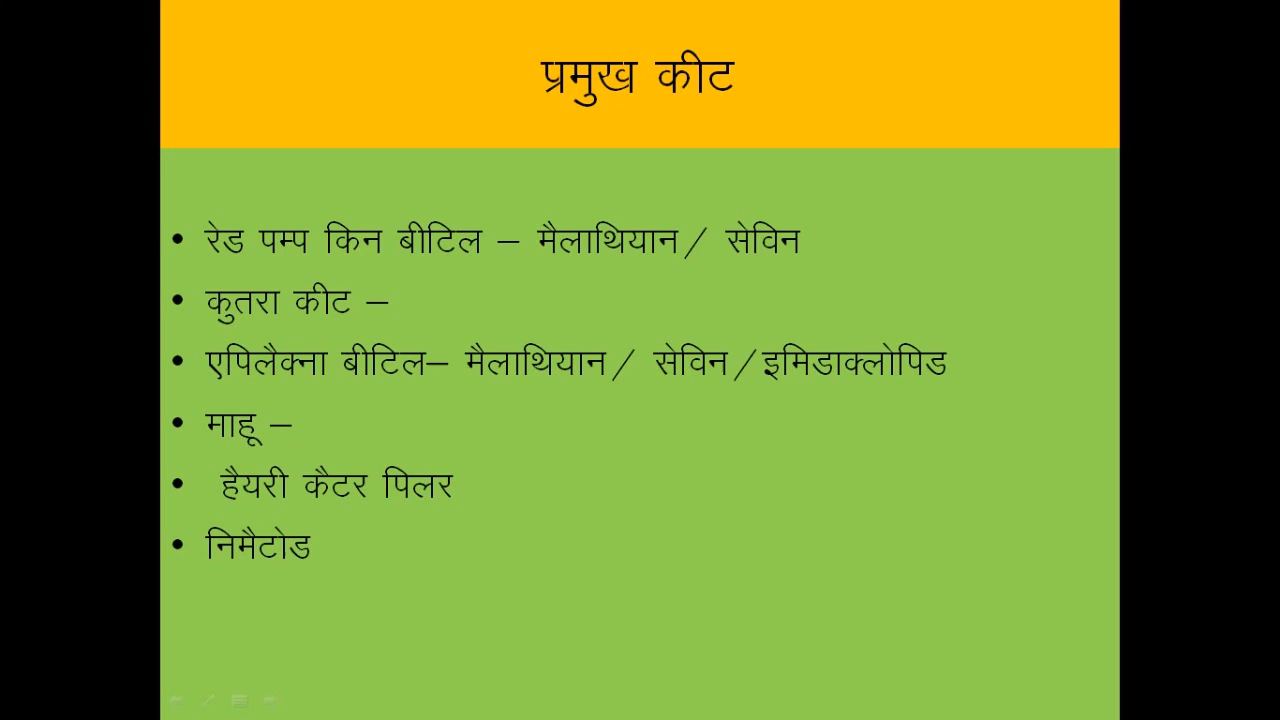 प्रमुख कीट
• रेड पम्प किन बीटिल – मैलाथियान/ सेविन
• कुतरा कीट –
• एपिलैक्ना बीटिल– मैलाथियान/ सेविन/इमिडाक्लोपिड
• माहू –
• हैयरी कैटर पिलर
• निमैटोड